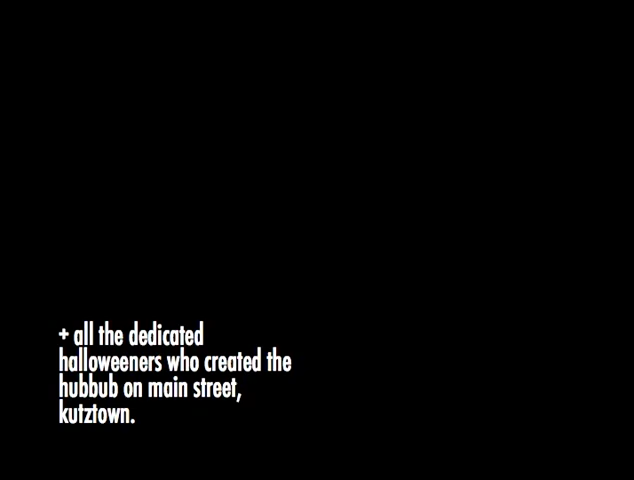 + all the dedicated
halloweeners who created the
hubbub on main street,
kutztown.